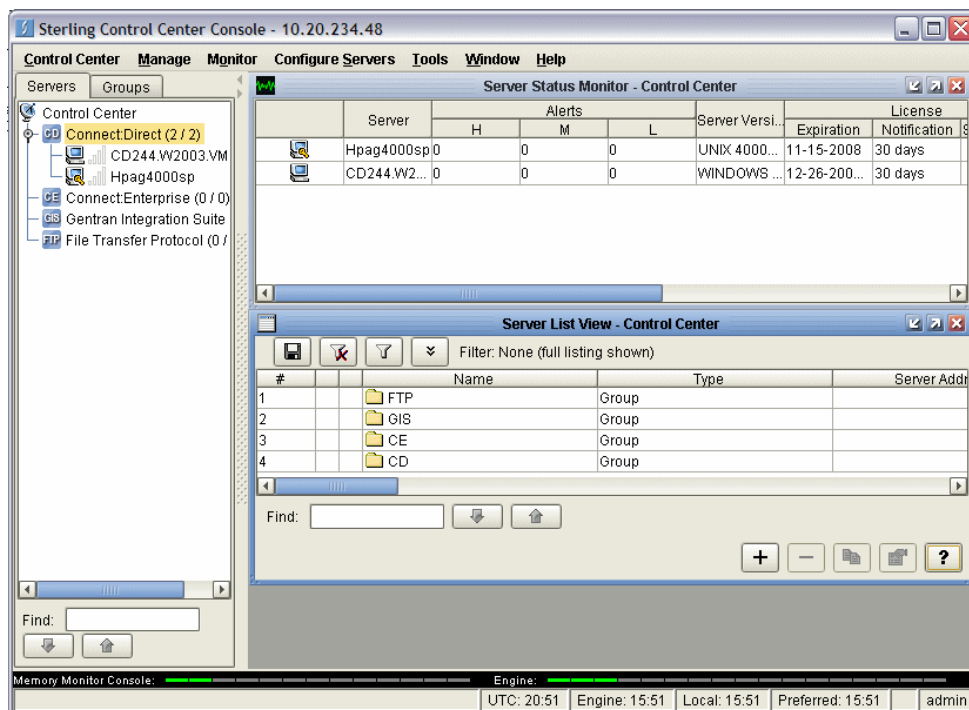 Sterling Control Center Console - 10.20.234.48
Control Center Manage Monitor Configure Servers Tools Window Help
Servers Groups
Control Center
CD Connect:Direct (2 / 2)
CD244.W2003.VM
Hpag4000sp
CE Connect:Enterprise (0 / 0)
GIS Gentran Integration Suite
FTP File Transfer Protocol (0 /
Find:
Server Status Monitor - Control Center
Server Alerts Server Versi... License
H M L Expiration Notification S
Hpag4000sp 0 0 0 UNIX 4000... 11-15-2008 30 days
CD244.W2... 0 0 0 WINDOWS ... 12-26-200... 30 days
Server List View - Control Center
Filter: None (full listing shown)
# Name Type Server Addr
1 FTP Group
2 GIS Group
3 CE Group
4 CD Group
Find:
+ − ?
Memory Monitor Console: Engine:
UTC: 20:51 Engine: 15:51 Local: 15:51 Preferred: 15:51 admin